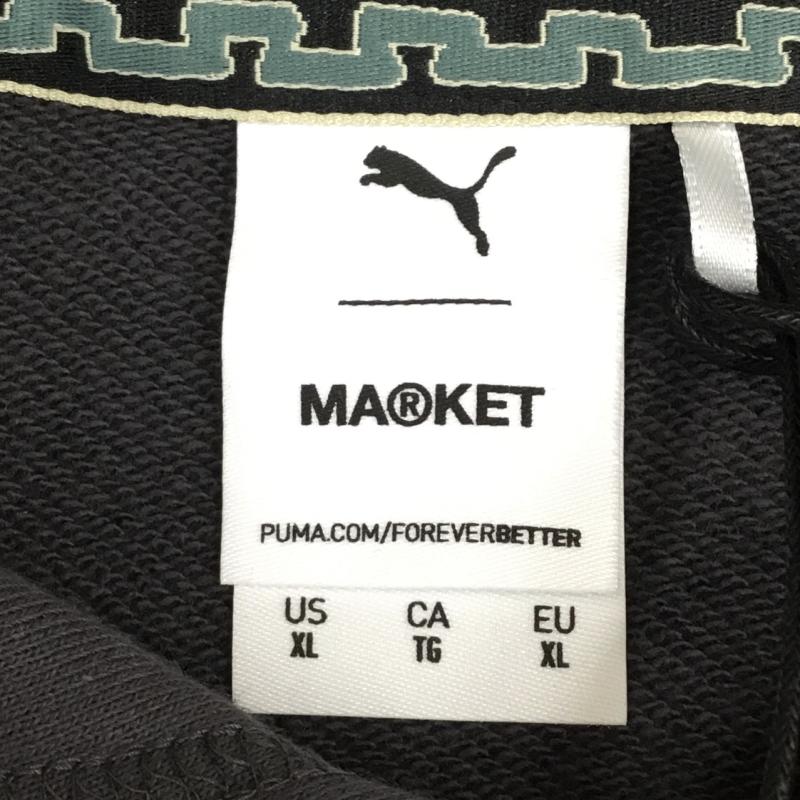 MA®KET
PUMA.COM/FOREVERBETTER
US CA EU
XL TG XL